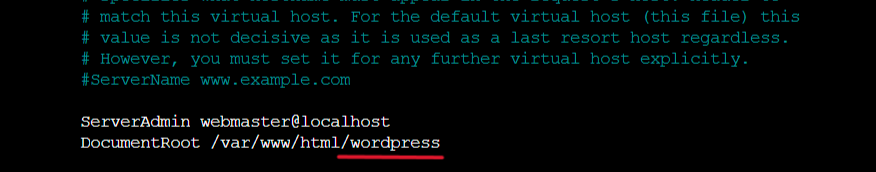 # match this virtual host. For the default virtual host (this file) this
# value is not decisive as it is used as a last resort host regardless.
# However, you must set it for any further virtual host explicitly.
#ServerName www.example.com
ServerAdmin webmaster@localhost
DocumentRoot /var/www/html/wordpress